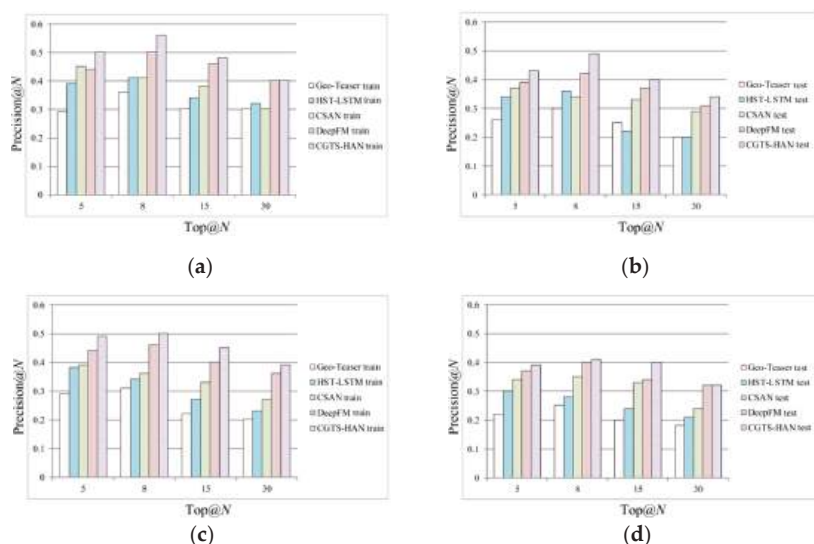 0.6
0.5
0.4
0.3
0.2
0.1
0
Precision@N
5 8 15 30
Top@N
Geo-Teaser train
HST-LSTM train
CSAN train
DeepFM train
CGTS-HAN train
(a)
0.6
0.5
0.4
0.3
0.2
0.1
0
Precision@N
5 8 15 30
Top@N
Geo-Teaser test
HST-LSTM test
CSAN test
DeepFM test
CGTS-HAN test
(b)
0.6
0.5
0.4
0.3
0.2
0.1
0
Precision@N
5 8 15 30
Top@N
Geo-Teaser train
HST-LSTM train
CSAN train
DeepFM train
CGTS-HAN train
(c)
0.6
0.5
0.4
0.3
0.2
0.1
0
Precision@N
5 8 15 30
Top@N
Geo-Teaser test
HST-LSTM test
CSAN test
DeepFM test
CGTS-HAN test
(d)